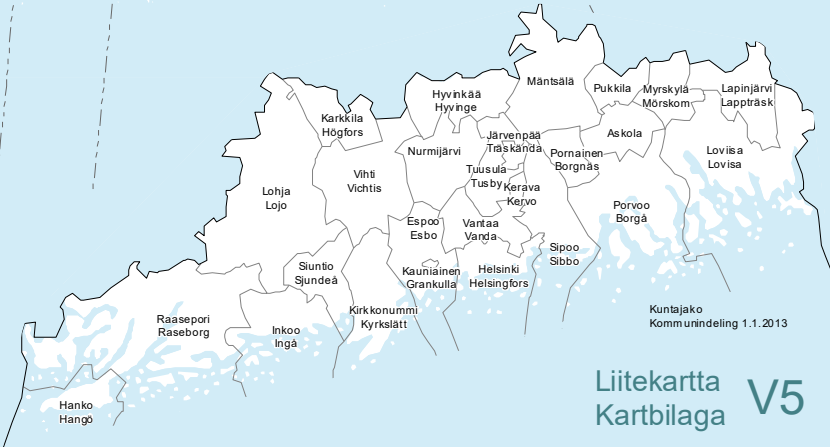 Mäntsälä
Pukkila
Myrskylä
Mörskom
Lapinjärvi
Lappträsk
Hyvinkää
Hyvinge
Karkkila
Högfors
Järvenpää
Träskända
Askola
Nurmijärvi
Pornainen
Borgnäs
Loviisa
Lovisa
Vihti
Vichtis
Tuusula
Tusby
Kerava
Kervo
Lohja
Lojo
Porvoo
Borgå
Espoo
Esbo
Vantaa
Vanda
Sipoo
Sibbo
Siuntio
Sjundeå
Kauniainen
Grankulla
Helsinki
Helsingfors
Raasepori
Raseborg
Inkoo
Ingå
Kirkkonummi
Kyrkslätt
Hanko
Hangö
Kuntajako
Kommunindeling 1.1.2013
Liitekartta
Kartbilaga
V5